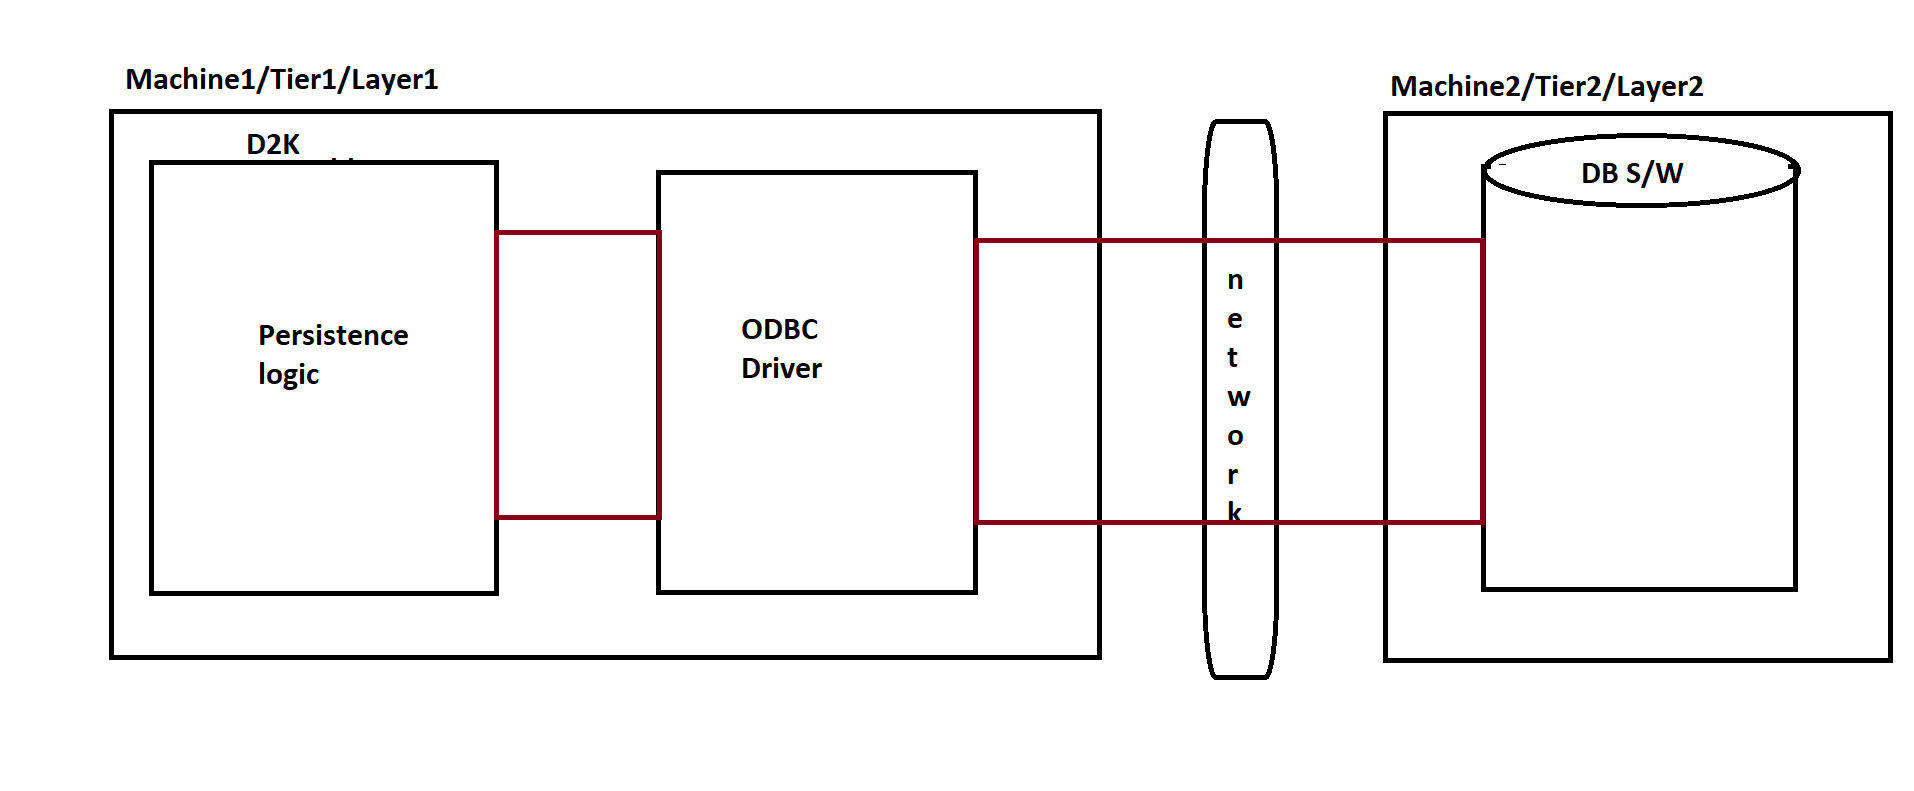 Machine1/Tier1/Layer1
Machine2/Tier2/Layer2
D2K
DB S/W
Persistence
logic
ODBC
Driver
n
e
t
w
o
r
k